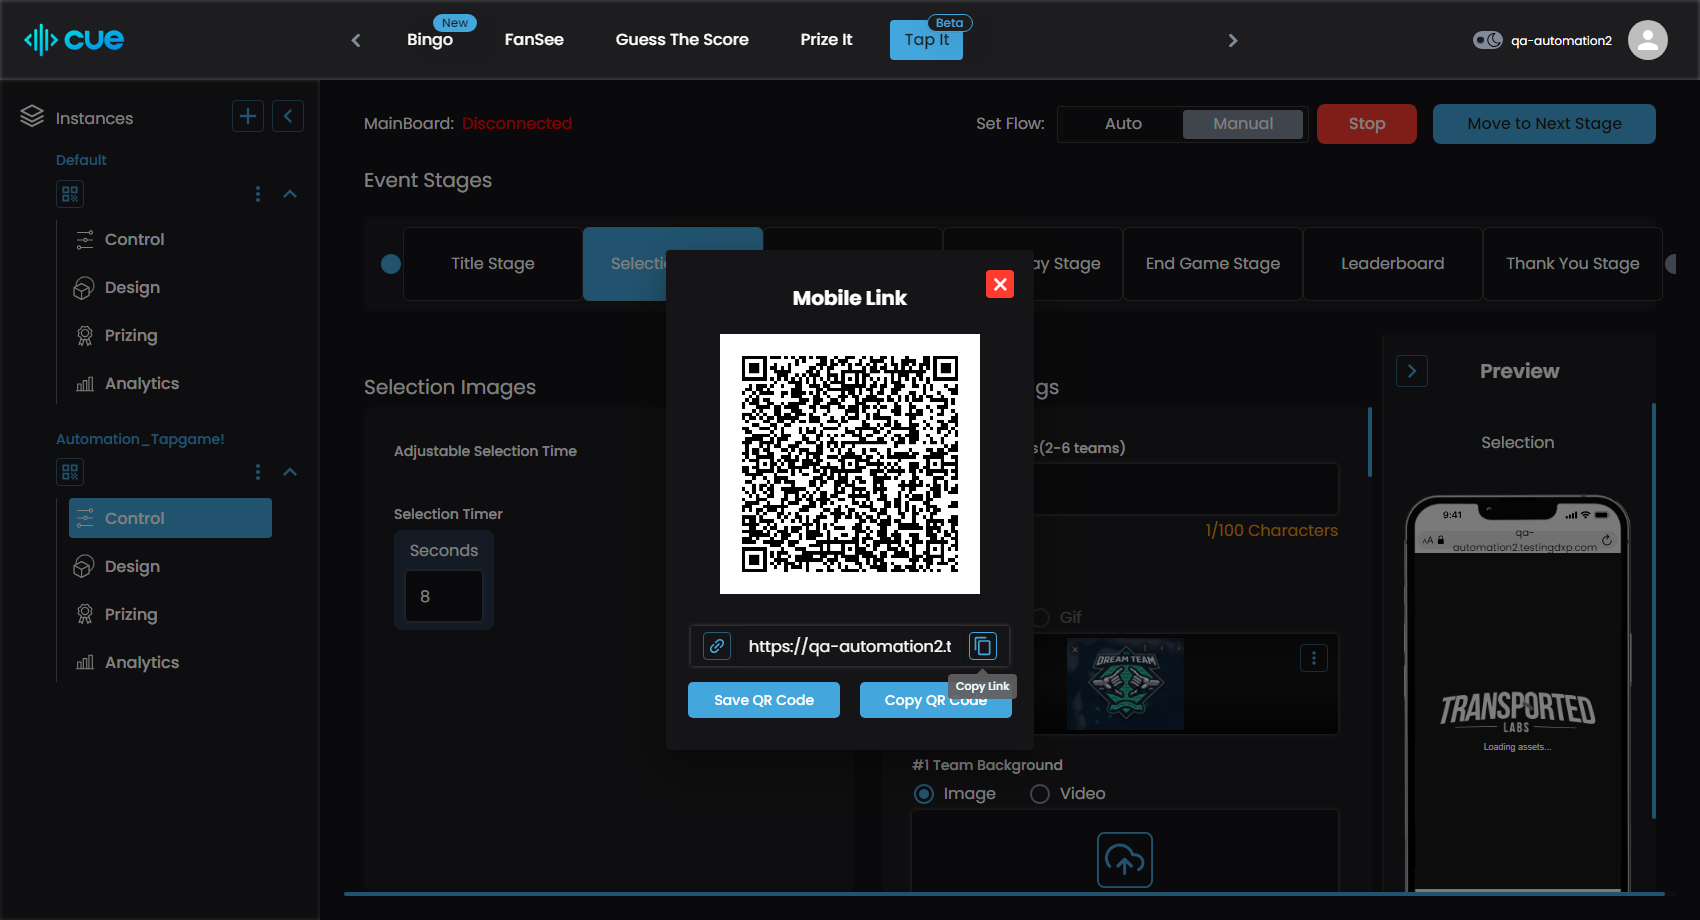 cue
New
Bingo
FanSee
Guess The Score
Prize It
Beta
Tap It
qa-automation2
Instances
MainBoard: Disconnected
Set Flow:
Auto
Manual
Stop
Move to Next Stage
Default
Event Stages
Control
Title Stage
Selecti
ay Stage
End Game Stage
Leaderboard
Thank You Stage
Design
Mobile Link
Prizing
Analytics
Selection Images
gs
Preview
Automation_Tapgame!
Adjustable Selection Time
s(2-6 teams)
Selection
Control
Selection Timer
Seconds
8
1/100 Characters
9:41
AA
qa-
automation2.testingdxp.com
Design
Prizing
Gif
https://qa-automation2.t
DREAM TEAM
Analytics
Copy Link
Save QR Code
Copy QR Code
TRANSPORTED
LABS
Loading assets...
#1 Team Background
Image
Video